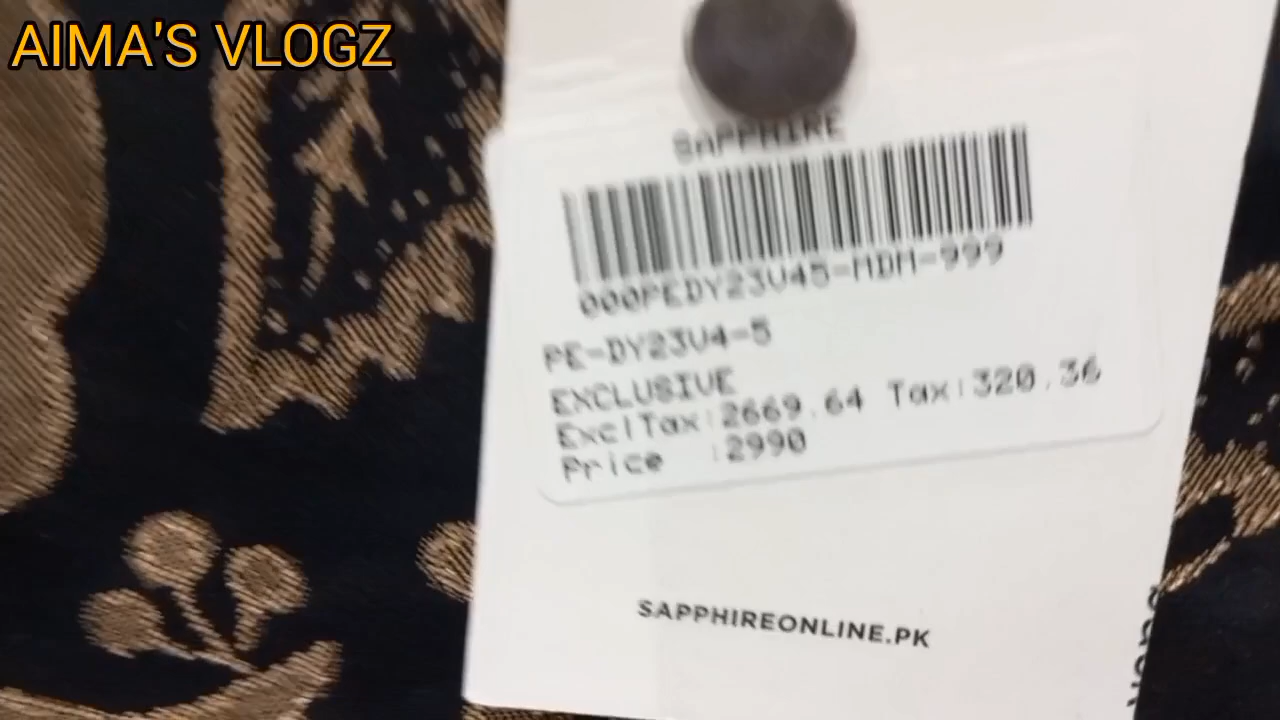 AIMA'S VLOGZ
SAPPHIRE
000PEDY23V45-MDM-999
PE-DY23V4-5
EXCLUSIVE
ExclTax:2669.64 Tax:320.36
Price :2990
SAPPHIREONLINE.PK